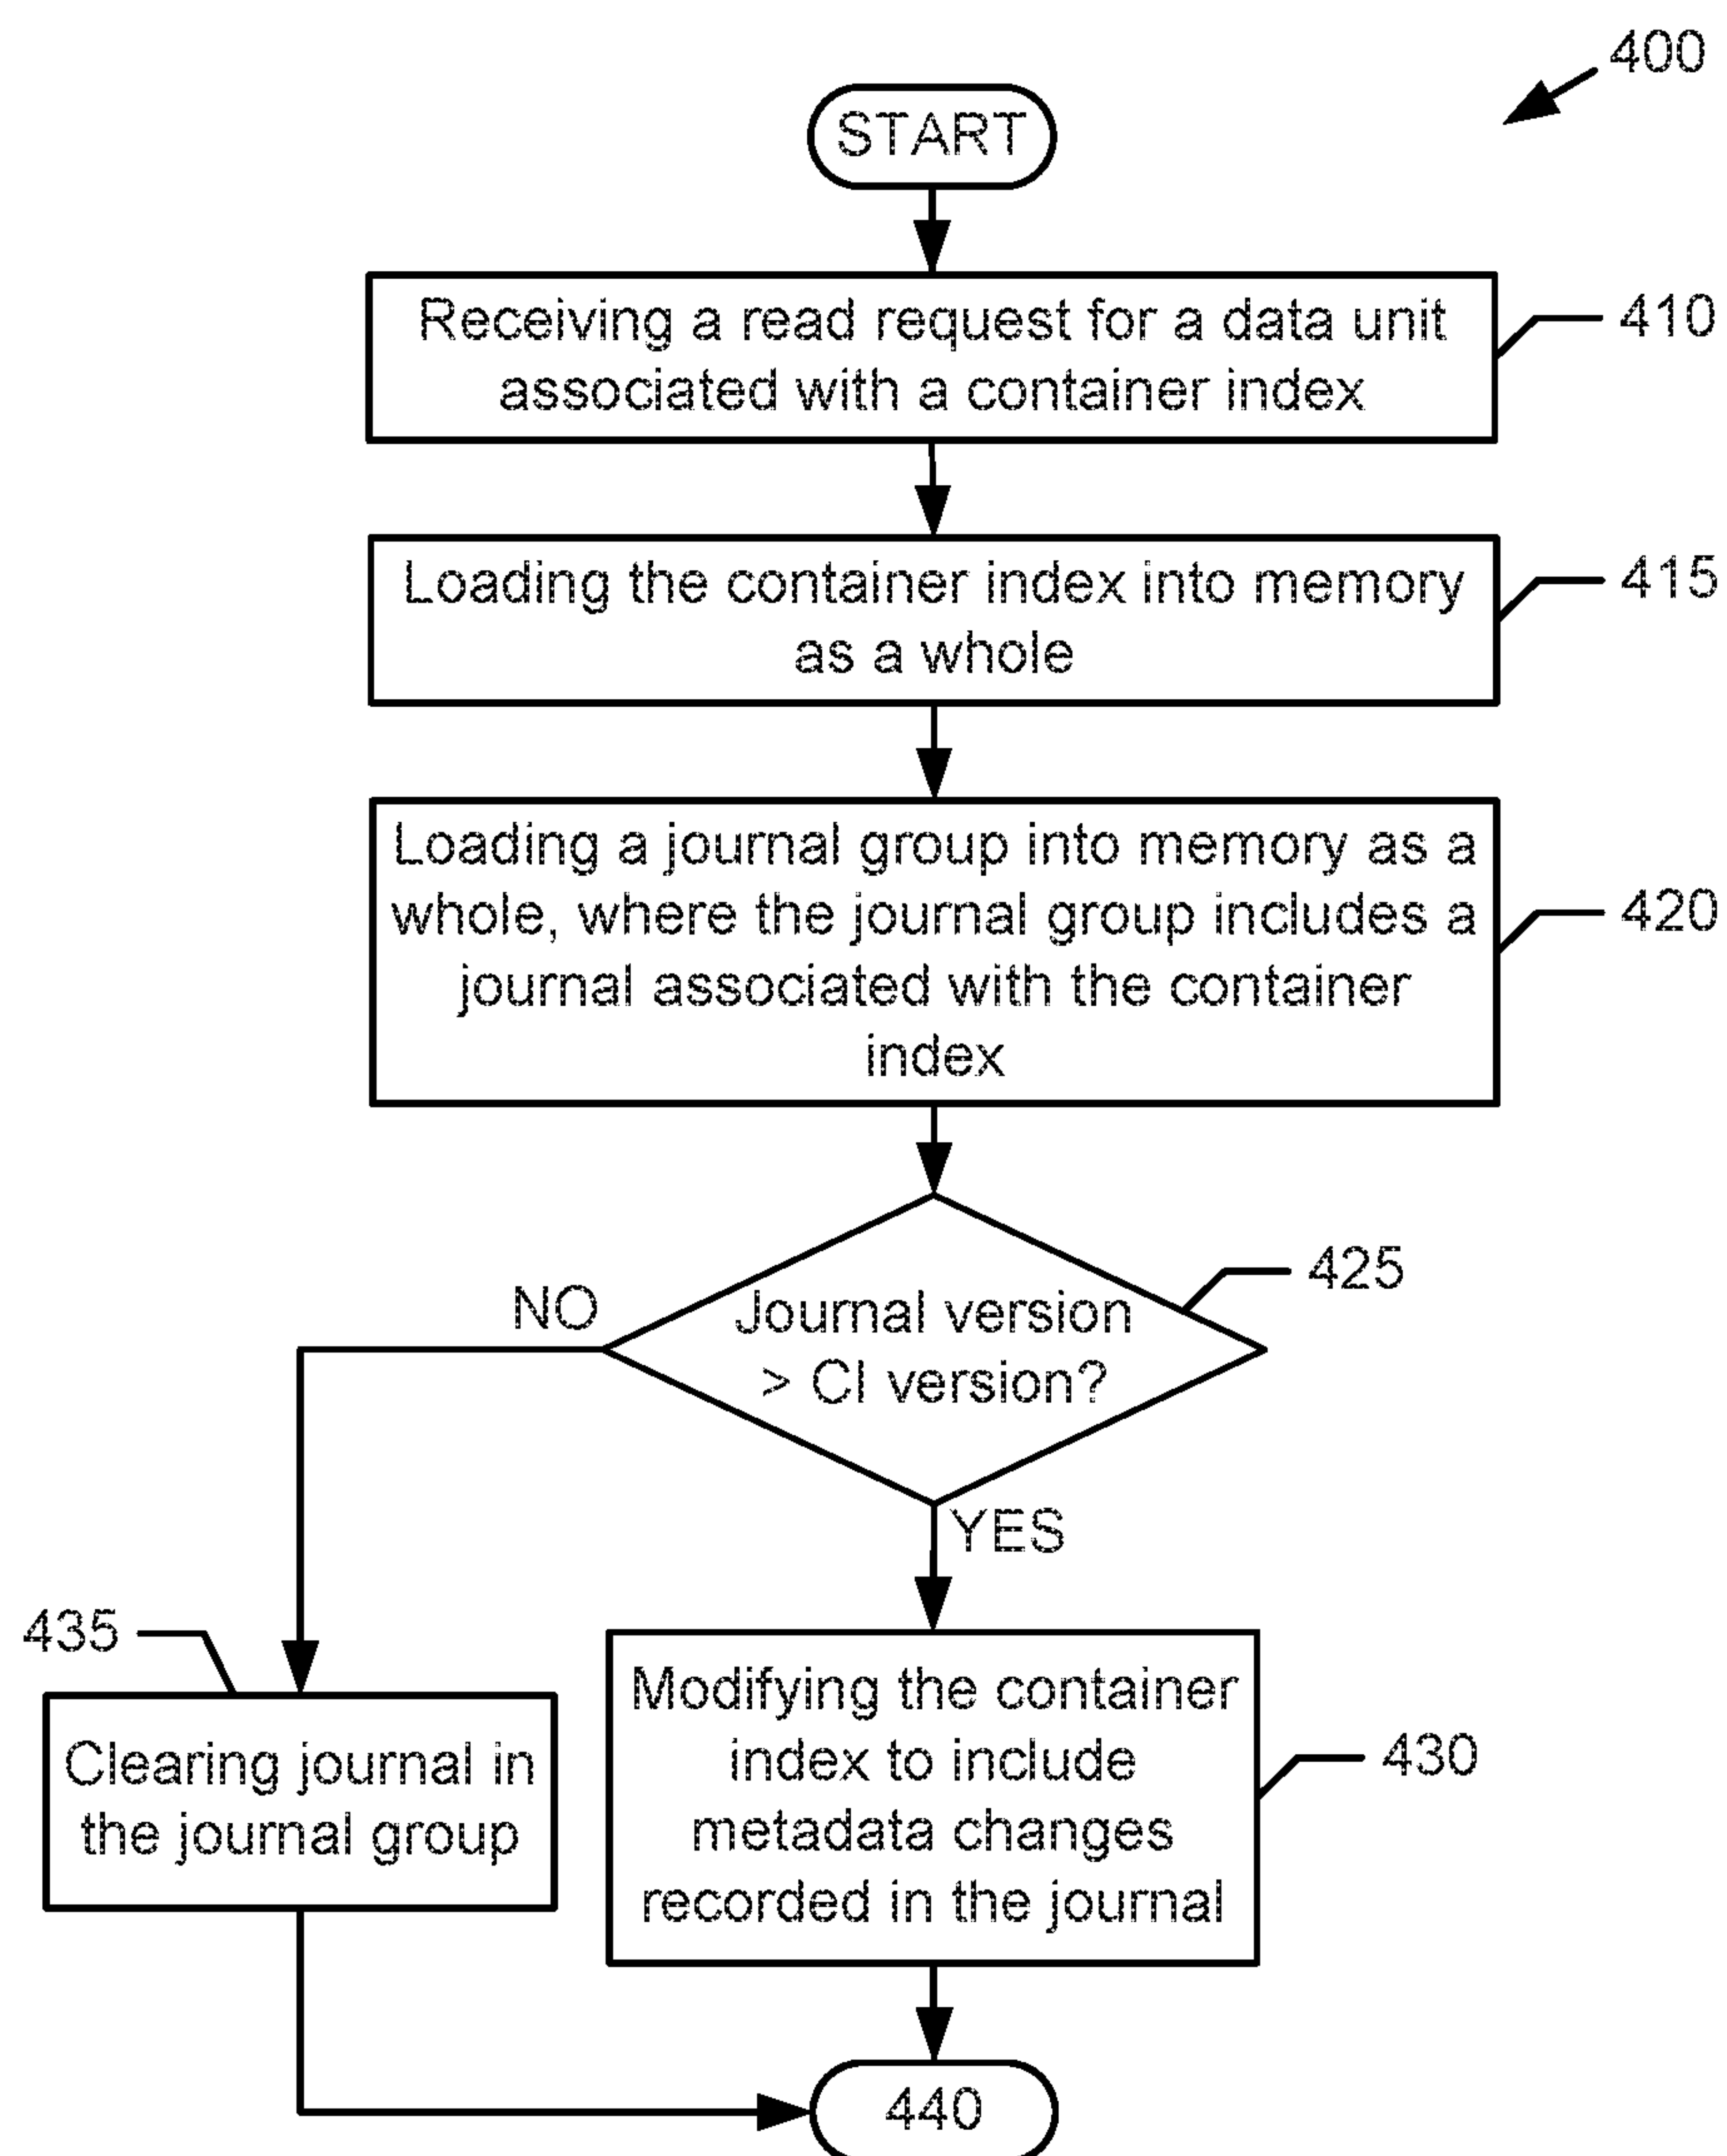 400
START
Receiving a read request for a data unit
associated with a container index
410
Loading the container index into memory
as a whole
415
Loading a journal group into memory as a
whole, where the journal group includes a
journal associated with the container
index
420
Journal version
> CI version?
425
NO
YES
435
Clearing journal in
the journal group
Modifying the container
index to include
metadata changes
recorded in the journal
430
440